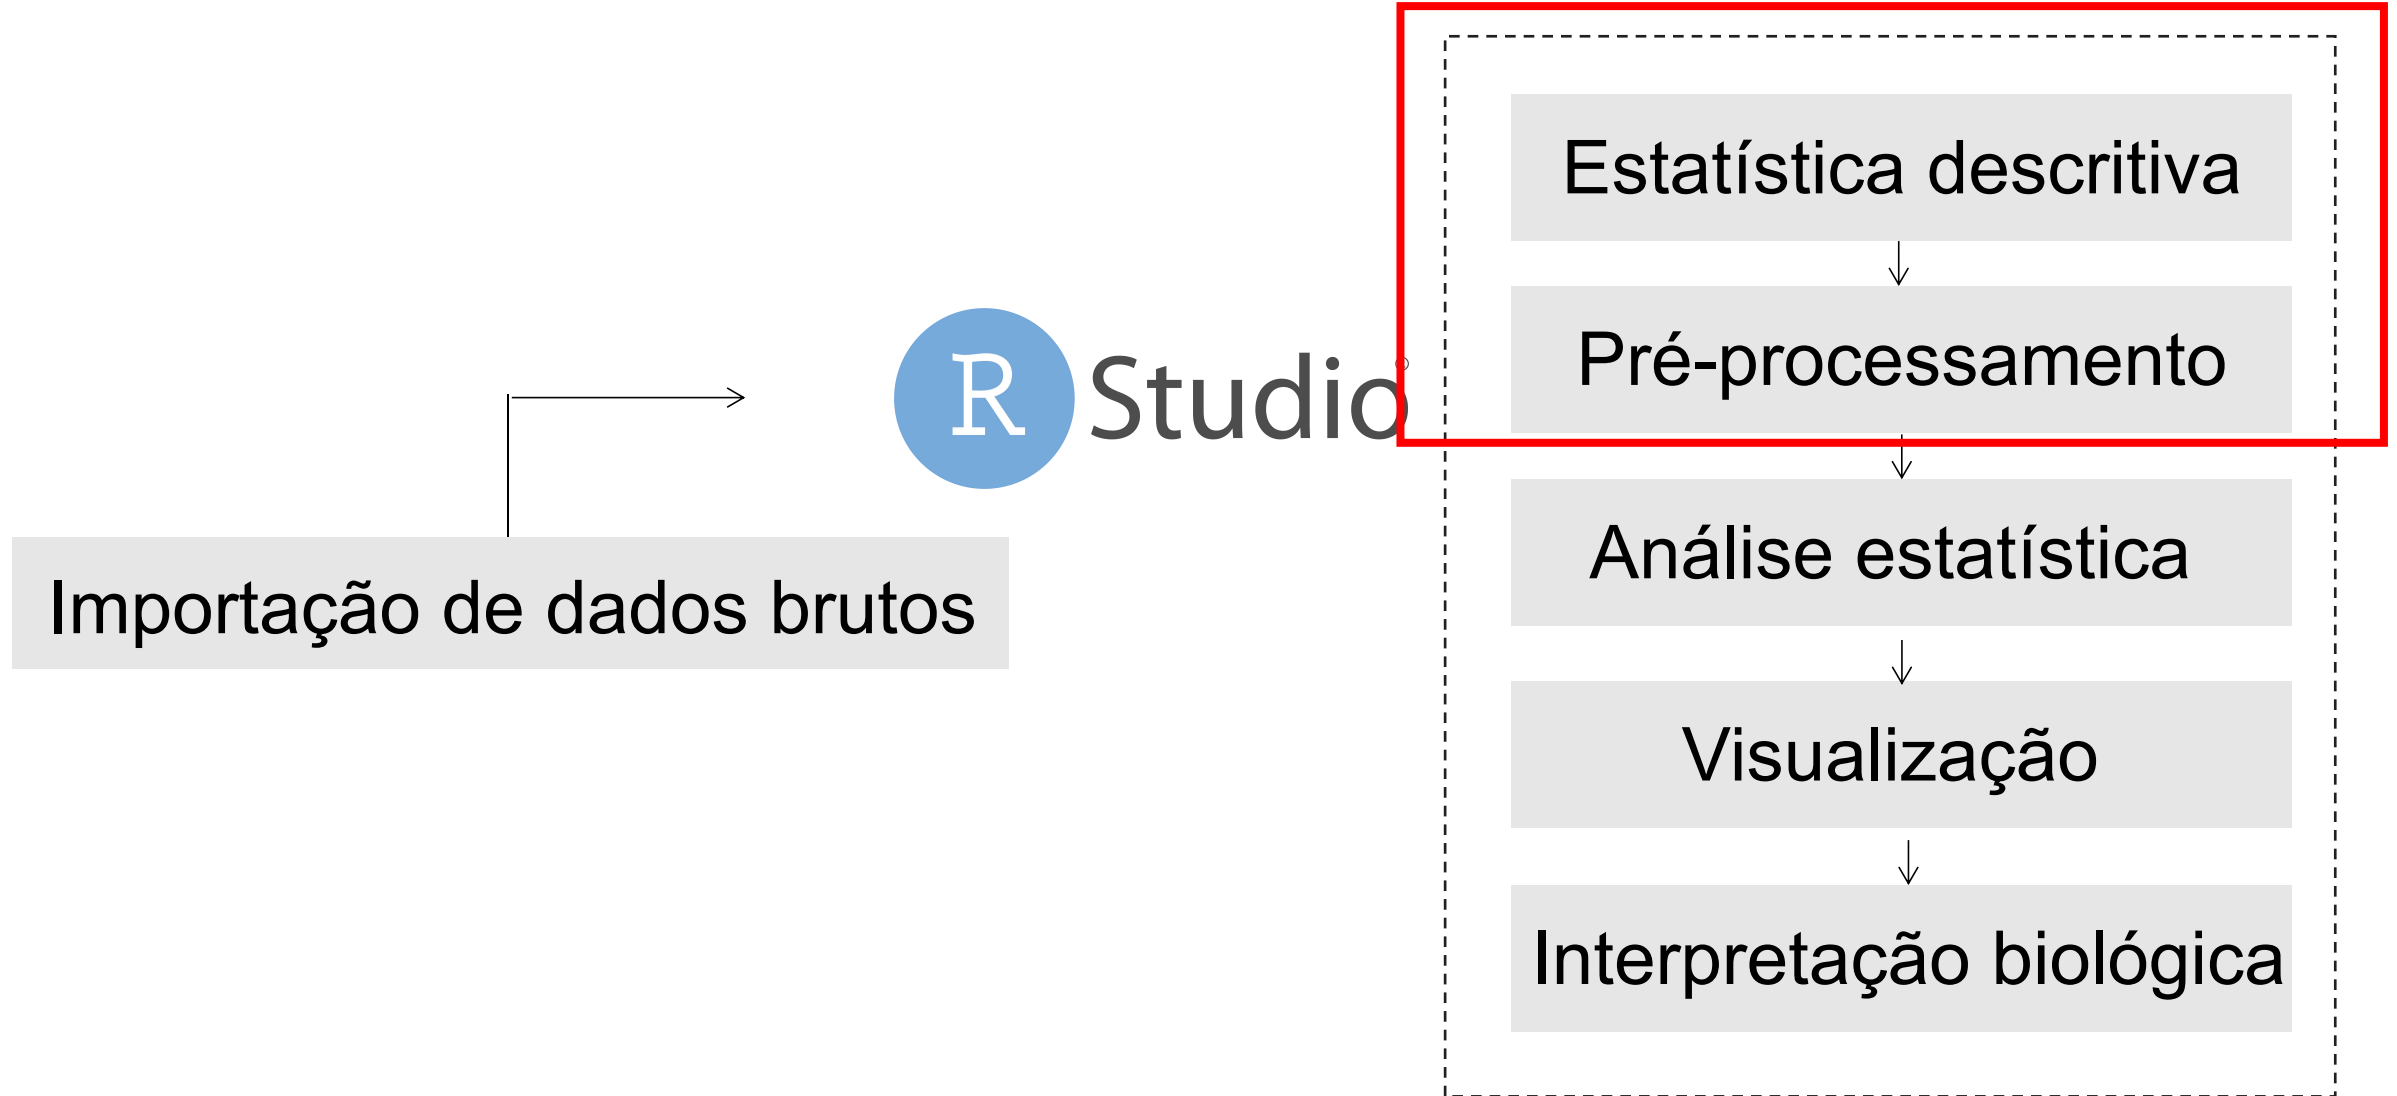 Importação de dados brutos
R Studio
Estatística descritiva
Pré-processamento
Análise estatística
Visualização
Interpretação biológica